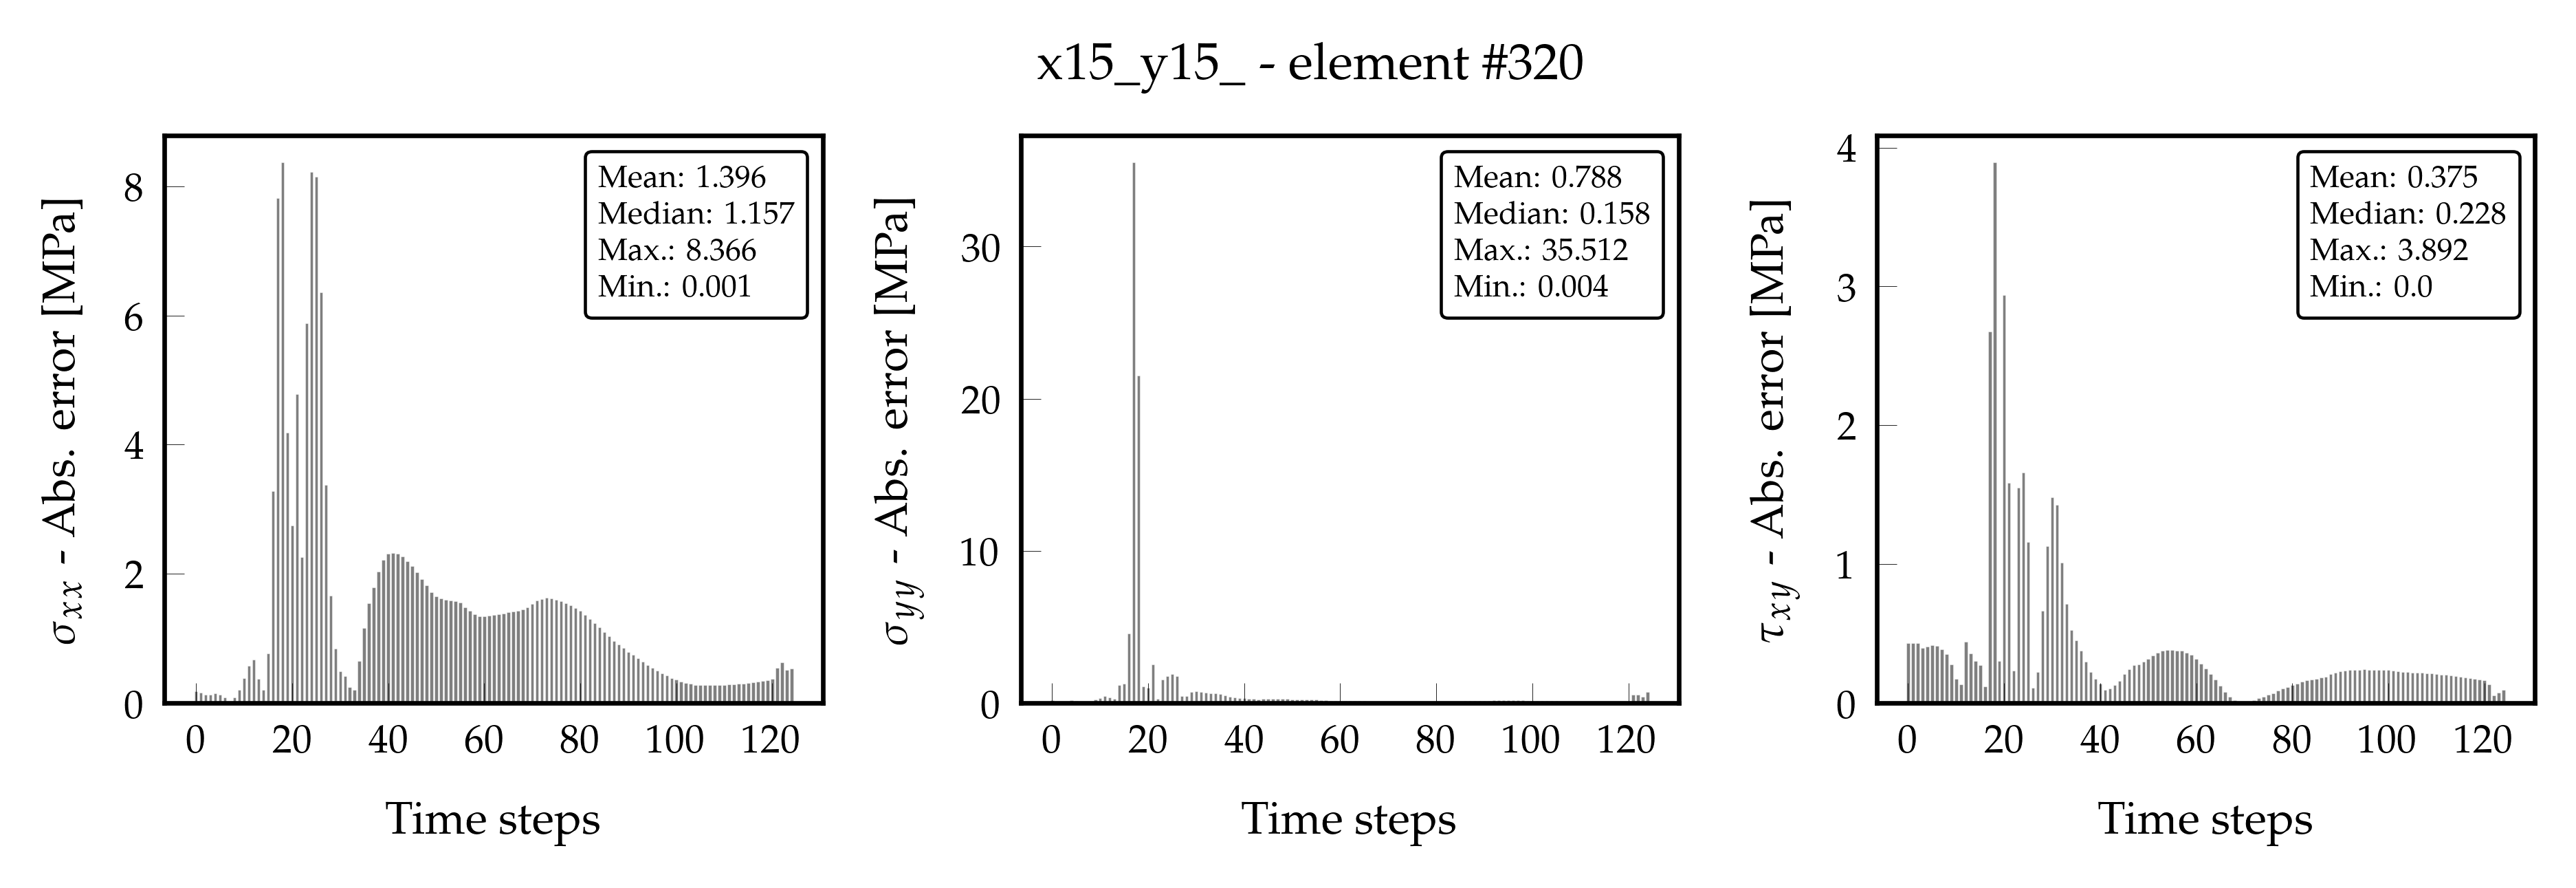 x15_y15_ - element #320
σxx - Abs. error [MPa]
8
6
4
2
0
Mean: 1.396
Median: 1.157
Max.: 8.366
Min.: 0.001
0 20 40 60 80 100 120
Time steps
σyy - Abs. error [MPa]
30
20
10
0
Mean: 0.788
Median: 0.158
Max.: 35.512
Min.: 0.004
0 20 40 60 80 100 120
Time steps
τxy - Abs. error [MPa]
4
3
2
1
0
Mean: 0.375
Median: 0.228
Max.: 3.892
Min.: 0.0
0 20 40 60 80 100 120
Time steps